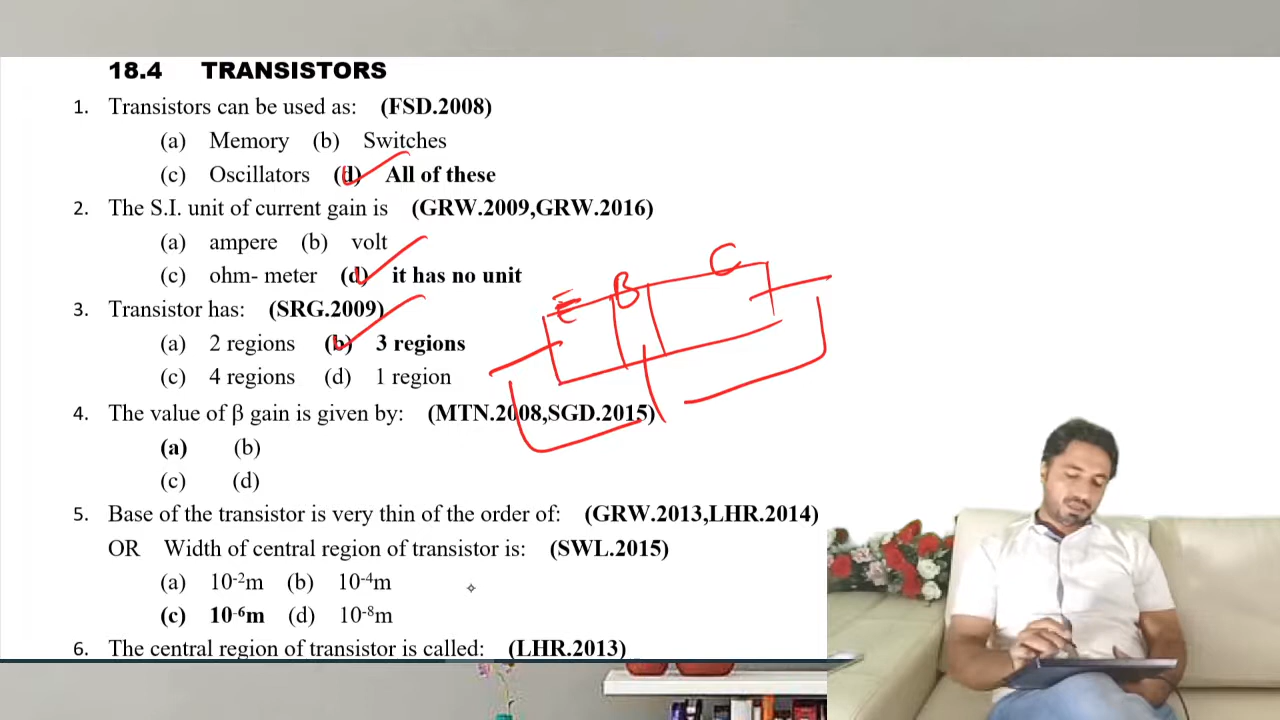 18.4 TRANSISTORS
1. Transistors can be used as: (FSD.2008)
(a) Memory (b) Switches
(c) Oscillators (d) All of these
2. The S.I. unit of current gain is (GRW.2009,GRW.2016)
(a) ampere (b) volt
(c) ohm- meter (d) it has no unit
3. Transistor has: (SRG.2009)
(a) 2 regions (b) 3 regions
(c) 4 regions (d) 1 region
E B C
4. The value of β gain is given by: (MTN.2008,SGD.2015)
(a) (b)
(c) (d)
5. Base of the transistor is very thin of the order of: (GRW.2013,LHR.2014)
OR Width of central region of transistor is: (SWL.2015)
(a) 10⁻²m (b) 10⁻⁴m
(c) 10⁻⁶m (d) 10⁻⁸m
6. The central region of transistor is called: (LHR.2013)